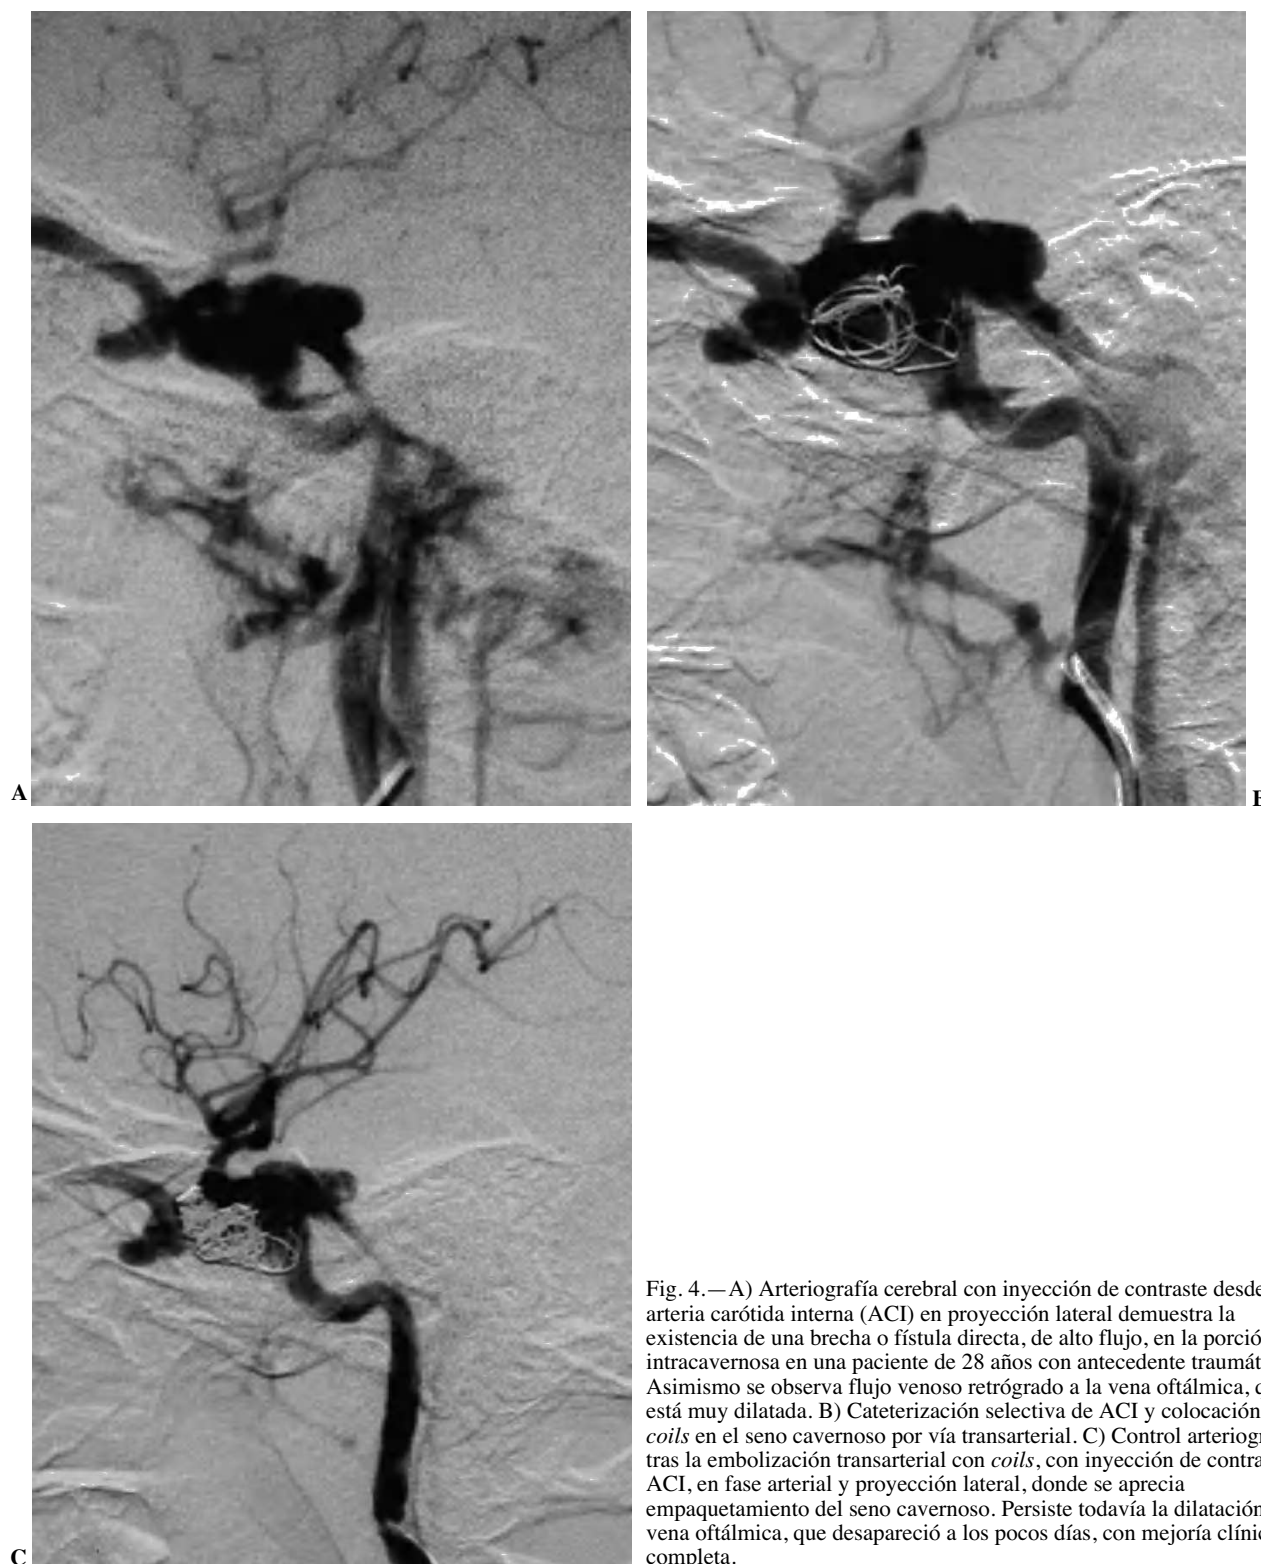 A
B
C
Fig. 4.—A) Arteriografía cerebral con inyección de contraste desde
arteria carótida interna (ACI) en proyección lateral demuestra la
existencia de una brecha o fístula directa, de alto flujo, en la
intracavernosa en una paciente de 28 años con antecedente
Asimismo se observa flujo venoso retrógrado a la vena oftálmica,
está muy dilatada. B) Cateterización selectiva de ACI y colocación
coils en el seno cavernoso por vía transarterial. C) Control
tras la embolización transarterial con coils, con inyección de
ACI, en fase arterial y proyección lateral, donde se aprecia
empaquetamiento del seno cavernoso. Persiste todavía la dilatación
vena oftálmica, que desapareció a los pocos días, con mejoría
completa.